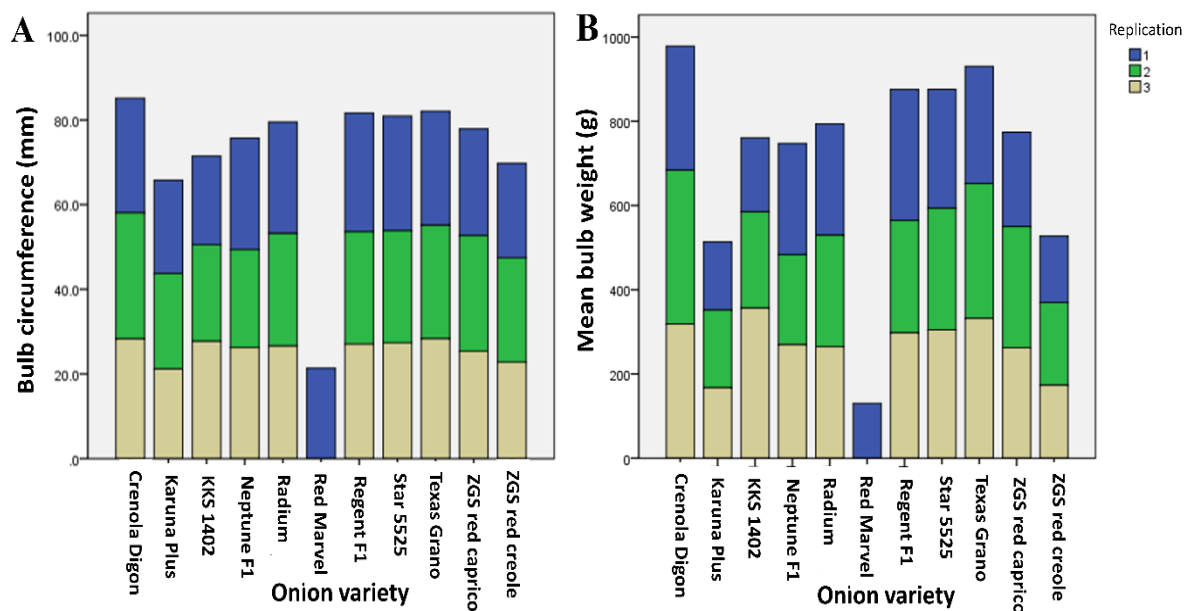 A
Bulb circumference (mm)
100.0
80.0
60.0
40.0
20.0
.0
Crenola Digon
Karuna Plus
KKS 1402
Neptune F1
Radium
Red Marvel
Regent F1
Star 5525
Texas Grano
ZGS red caprico
ZGS red creole
Onion variety
B
Mean bulb weight (g)
1000
800
600
400
200
0
Crenola Digon
Karuna Plus
KKS 1402
Neptune F1
Radium
Red Marvel
Regent F1
Star 5525
Texas Grano
ZGS red caprico
ZGS red creole
Onion variety
Replication
1
2
3